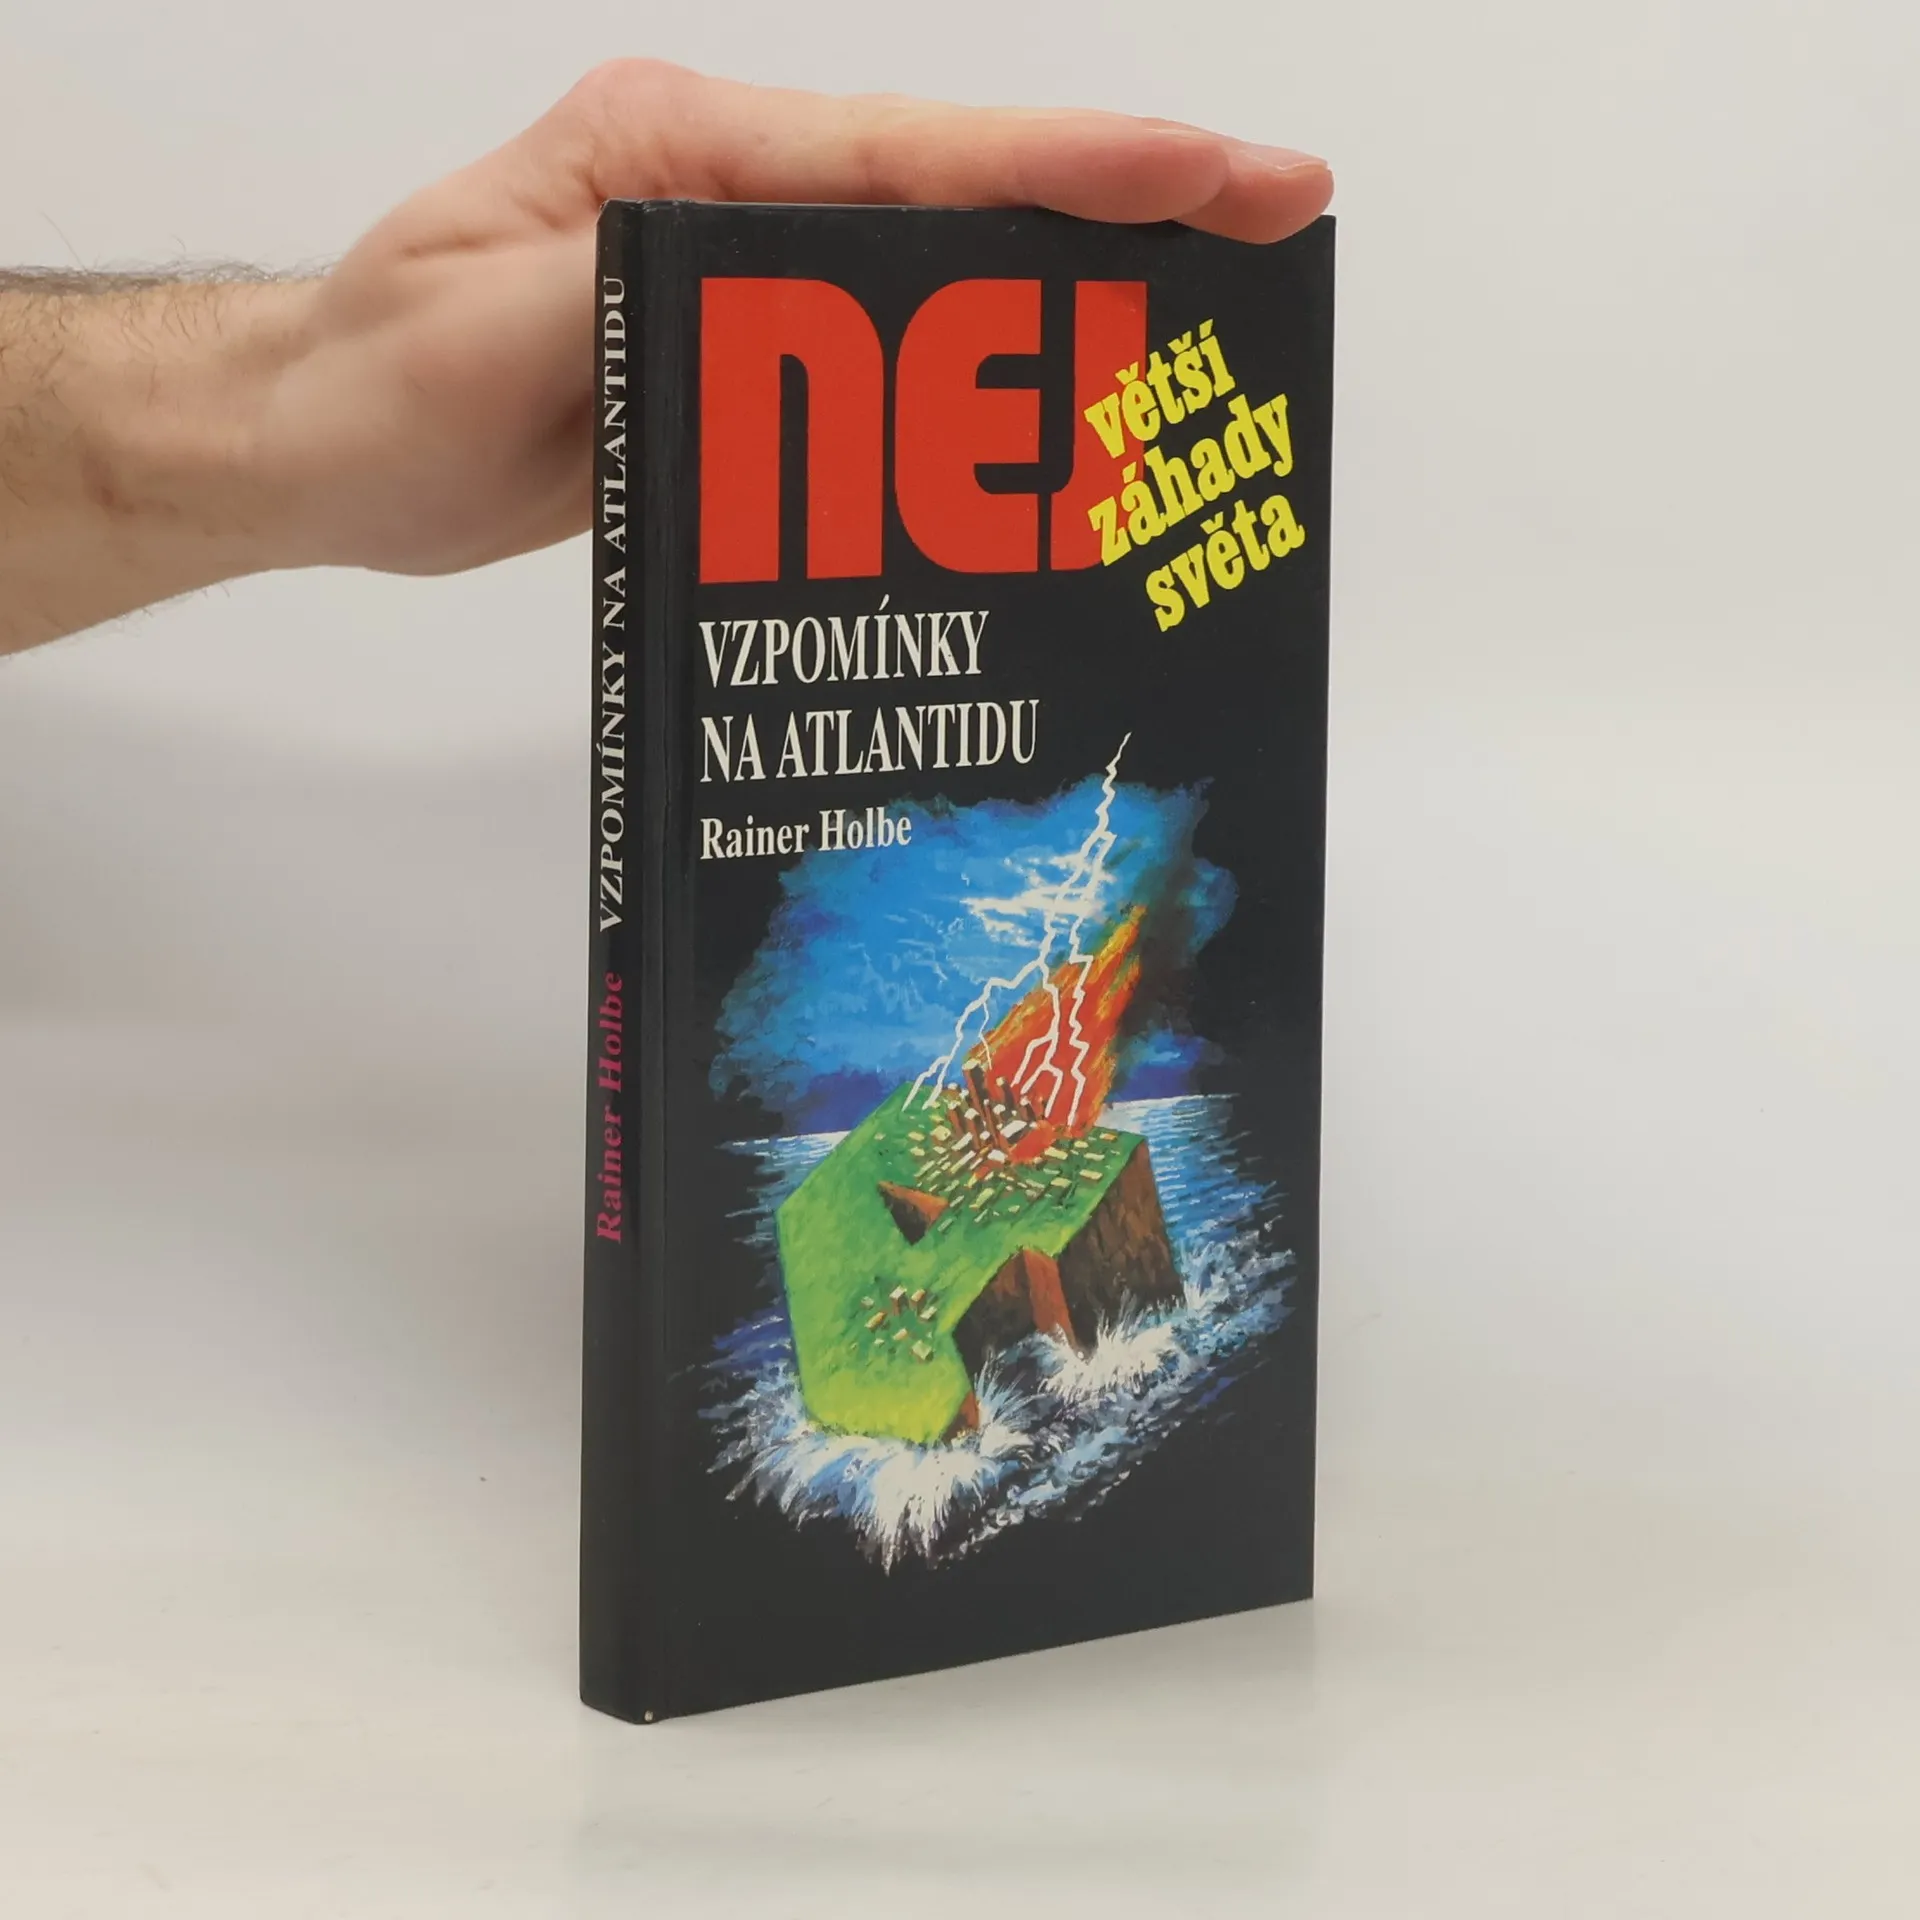 NEJ
větší
záhady
světa
VZPOMÍNKY
NA ATLANTIDU
Rainer Holbe
Rainer Holbe VZPOMÍNKY NA ATLANTIDU